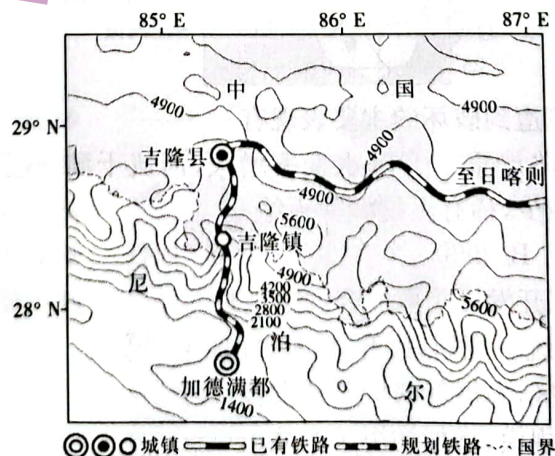 85° E 86° E 87° E
中 国
4900 4900
29° N
4900
吉隆县
至日喀则
4900
5600
吉隆镇
4900
尼
4200
3500
5600
28° N
2800
2100
泊
加德满都
尔
1400
城镇 已有铁路 规划铁路 国界